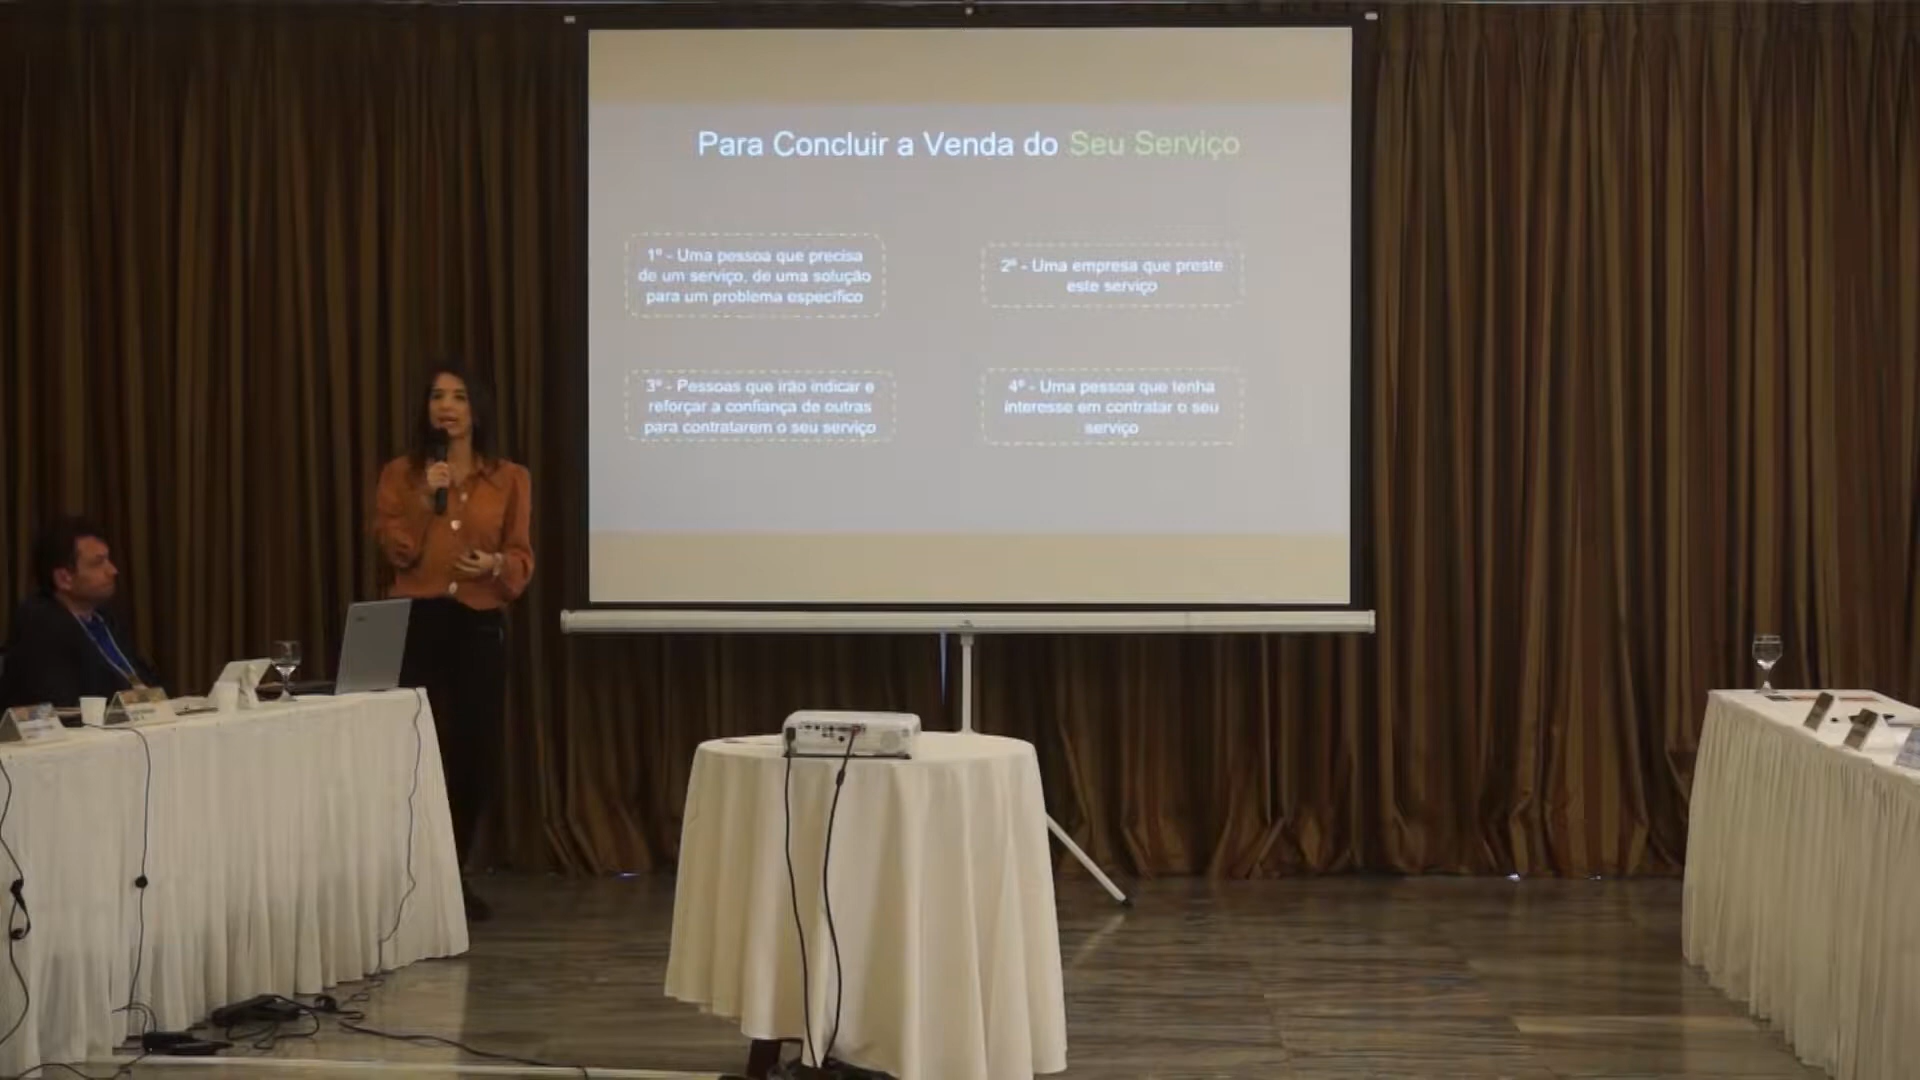 Para Concluir a Venda do Seu Serviço
1º - Uma pessoa que precisa
de um serviço, de uma solução
para um problema específico
2º - Uma empresa que preste
este serviço
3º - Pessoas que irão indicar e
reforçar a confiança de outras
para contratarem o seu serviço
4º - Uma pessoa que tenha
interesse em contratar o seu
serviço